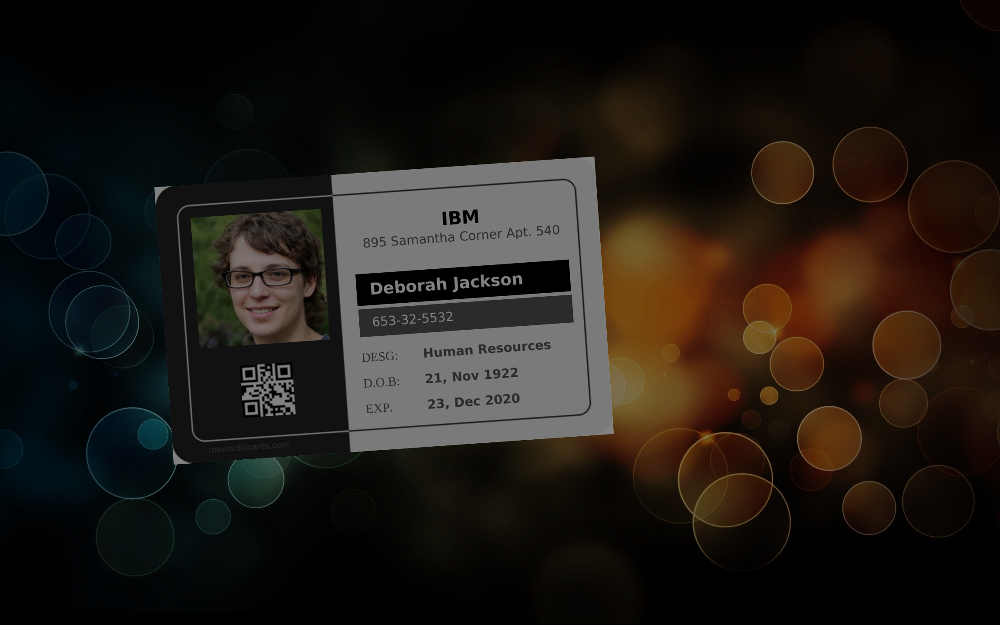 IBM
895 Samantha Corner Apt. 540
Deborah Jackson
653-32-5532
DESG: Human Resources
D.O.B: 21, Nov 1922
EXP. 23, Dec 2020